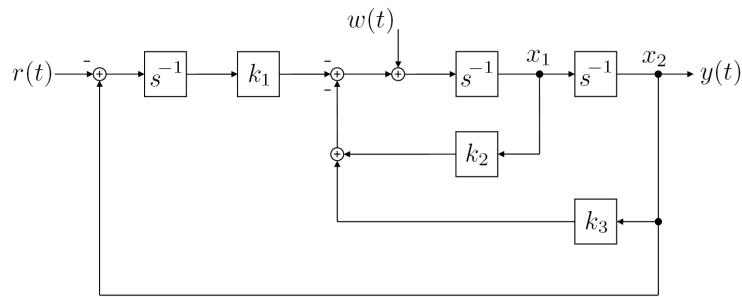 w(t)
r(t) - + s⁻¹ k₁ - + + s⁻¹ x₁ s⁻¹ x₂ y(t)
-
+ k₂
k₃